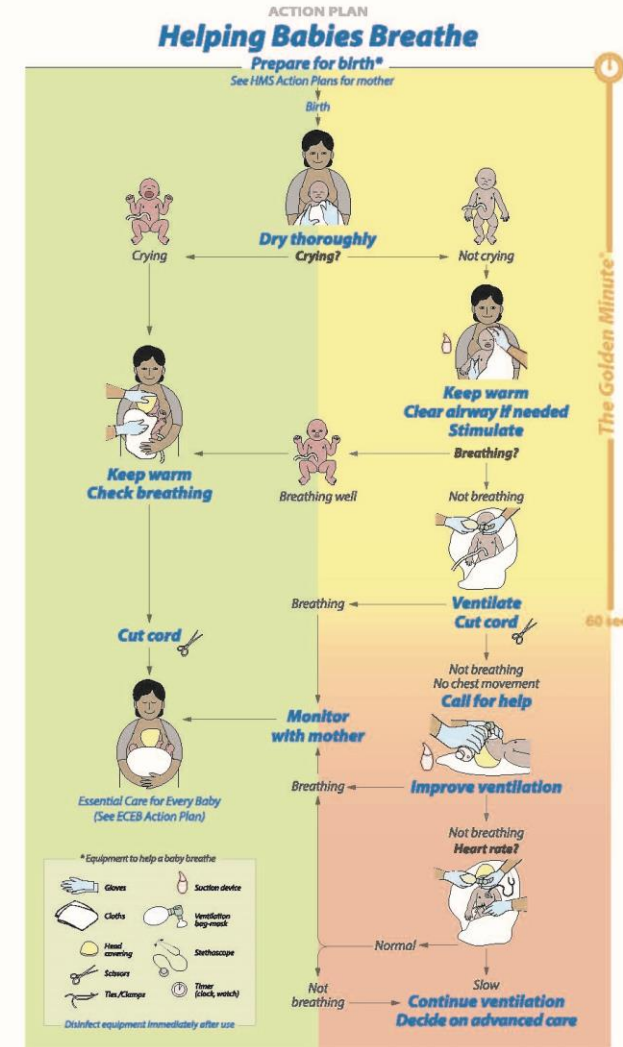 ACTION PLAN
Helping Babies Breathe
Prepare for birth*
See HMS Action Plans for mother
Birth
Dry thoroughly
Crying
Crying?
Not crying
Keep warm
Clear airway if needed
Stimulate
Breathing?
Keep warm
Check breathing
Breathing well
Not breathing
Breathing
Ventilate
Cut cord
Cut cord
Not breathing
No chest movement
Call for help
Monitor
with mother
Breathing
Improve ventilation
Essential Care for Every Baby
(See ECEB Action Plan)
Not breathing
Heart rate?
Normal
Slow
Not
breathing
Continue ventilation
Decide on advanced care
The Golden Minute®
60 sec
* Equipment to help a baby breathe
Gloves
Suction device
Cloths
Ventilation
bag-mask
Head
covering
Stethoscope
Scissors
Ties/Clamps
Timer
(clock, watch)
Disinfect equipment immediately after use